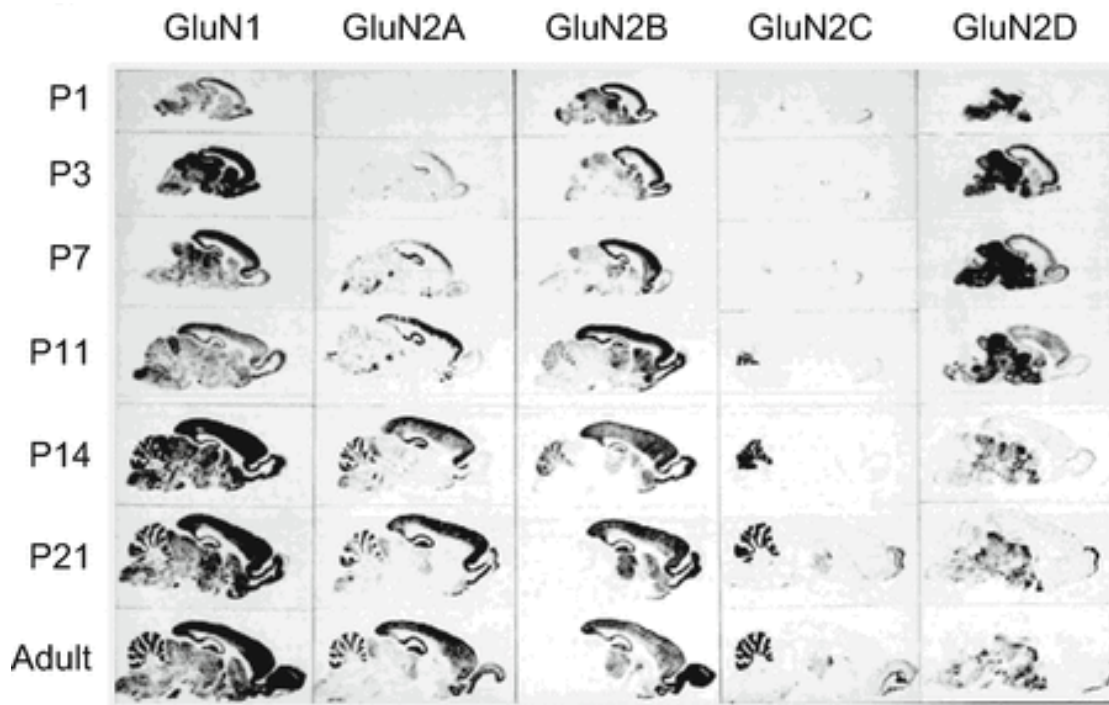 GluN1 GluN2A GluN2B GluN2C GluN2D
P1
P3
P7
P11
P14
P21
Adult